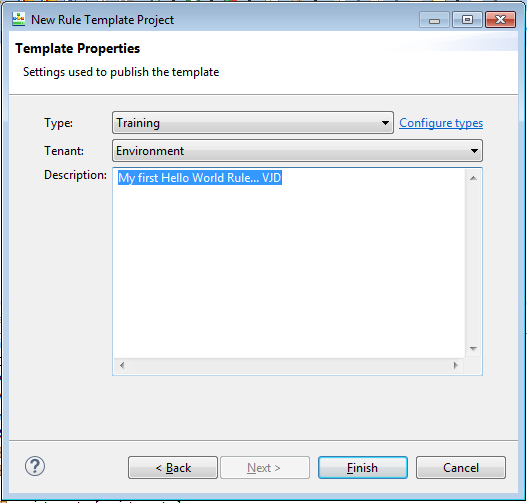 New Rule Template Project
Template Properties
Settings used to publish the template
Type: Training Configure types
Tenant: Environment
Description: My first Hello World Rule... VJD
? < Back Next > Finish Cancel